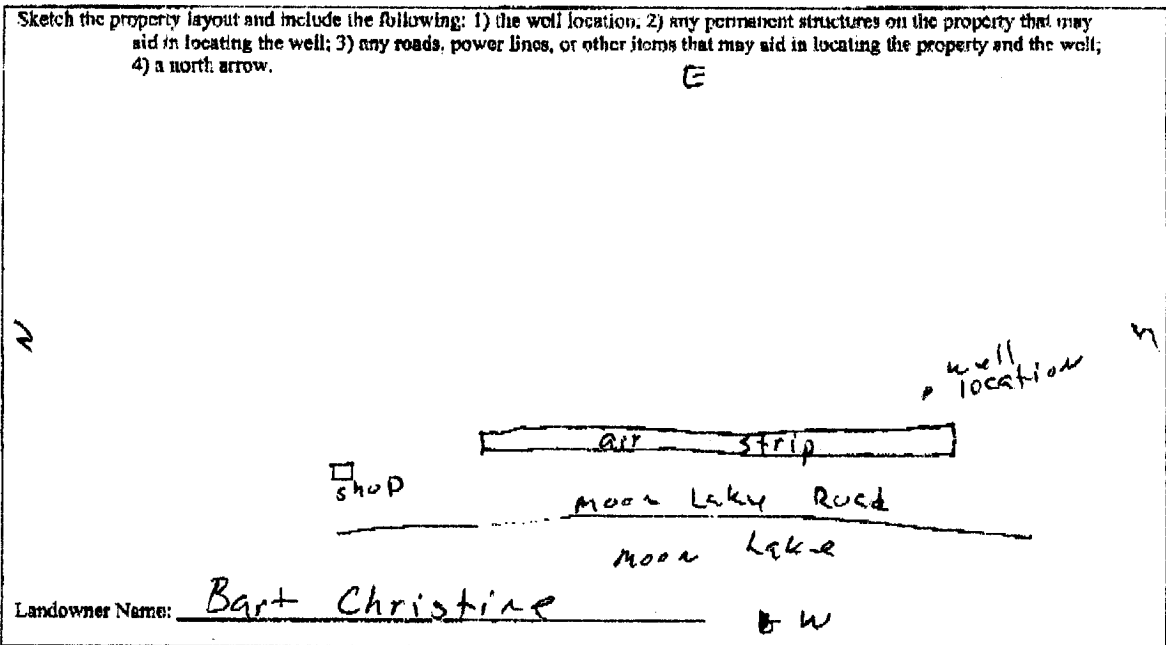 Sketch the property layout and include the following: 1) the well location; 2) any permanent structures on the property that may
aid in locating the well; 3) any roads, power lines, or other items that may aid in locating the property and the well;
4) a north arrow.
E
N
well
location
air strip
shop
Moon Lake Road
Moon Lake
Landowner Name: Bart Christine
W